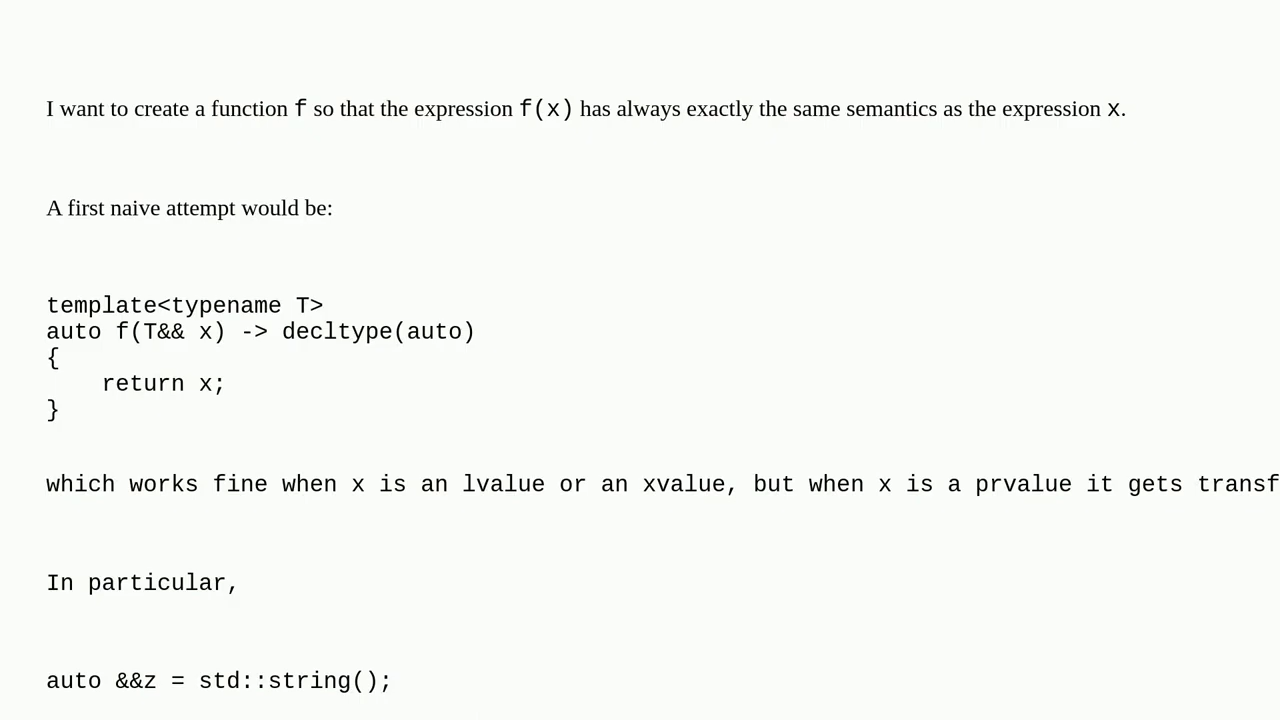 I want to create a function f so that the expression f(x) has always exactly the same semantics as the expression x.
A first naive attempt would be:
template<typename T>
auto f(T&& x) -> decltype(auto)
{
    return x;
}
which works fine when x is an lvalue or an xvalue, but when x is a prvalue it gets transf
In particular,
auto &&z = std::string();